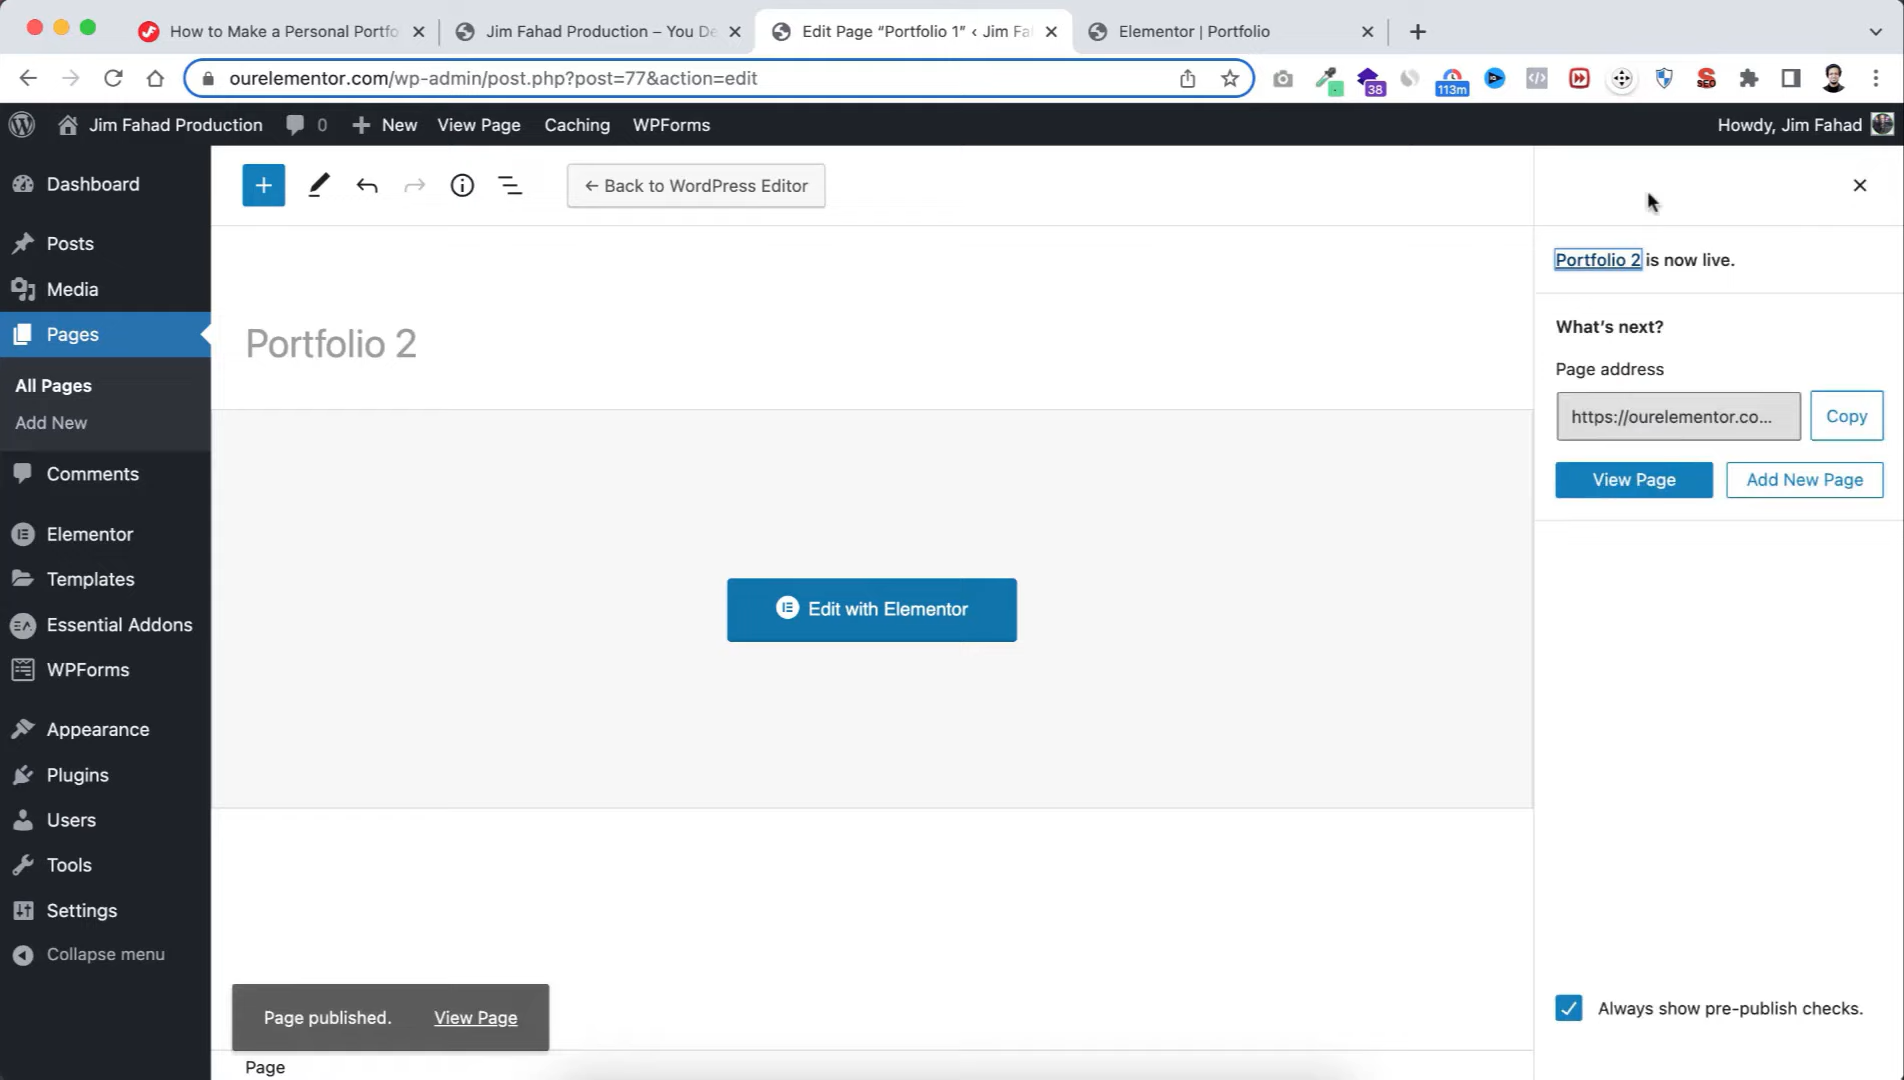 How to Make a Personal Portfo
Jim Fahad Production – You De
Edit Page “Portfolio 1” ‹ Jim Fa
Elementor | Portfolio
ourelementor.com/wp-admin/post.php?post=77&action=edit
38
113m
SEO
Jim Fahad Production
0
New
View Page
Caching
WPForms
Howdy, Jim Fahad
Dashboard
Posts
Media
Pages
All Pages
Add New
Comments
Elementor
Templates
Essential Addons
WPForms
Appearance
Plugins
Users
Tools
Settings
Collapse menu
← Back to WordPress Editor
Portfolio 2
Edit with Elementor
Page published.
View Page
Page
Portfolio 2 is now live.
What’s next?
Page address
https://ourelementor.co...
Copy
View Page
Add New Page
Always show pre-publish checks.